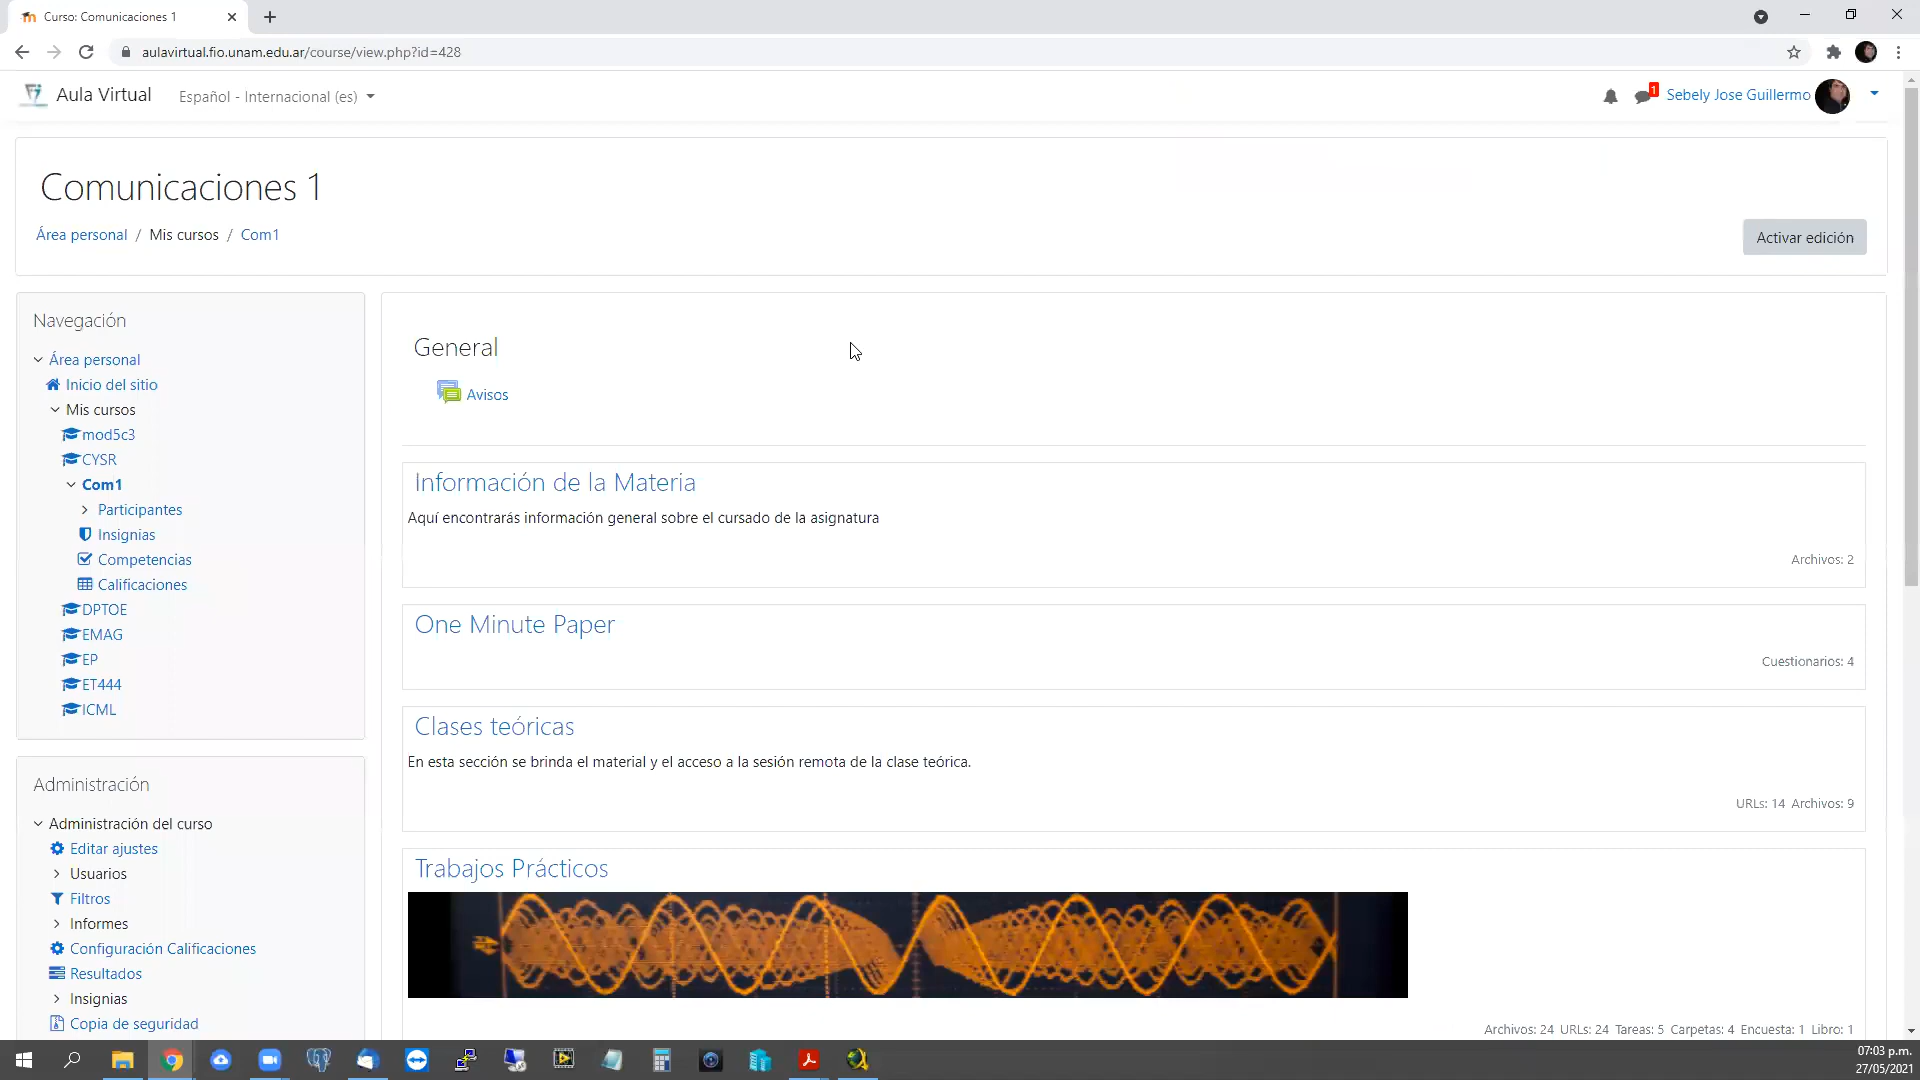 Curso: Comunicaciones 1
aulavirtual.fio.unam.edu.ar/course/view.php?id=428
Aula Virtual
Español - Internacional (es)
1
Sebely Jose Guillermo
Comunicaciones 1
Área personal / Mis cursos / Com1
Activar edición
Navegación
Área personal
Inicio del sitio
Mis cursos
mod5c3
CYSR
Com1
Participantes
Insignias
Competencias
Calificaciones
DPTOE
EMAG
EP
ET444
ICML
Administración
Administración del curso
Editar ajustes
Usuarios
Filtros
Informes
Configuración Calificaciones
Resultados
Insignias
Copia de seguridad
General
Avisos
Información de la Materia
Aquí encontrarás información general sobre el cursado de la asignatura
Archivos: 2
One Minute Paper
Cuestionarios: 4
Clases teóricas
En esta sección se brinda el material y el acceso a la sesión remota de la clase teórica.
URLs: 14 Archivos: 9
Trabajos Prácticos
Archivos: 24 URLs: 24 Tareas: 5 Carpetas: 4 Encuesta: 1 Libro: 1
07:03 p.m.
27/05/2021